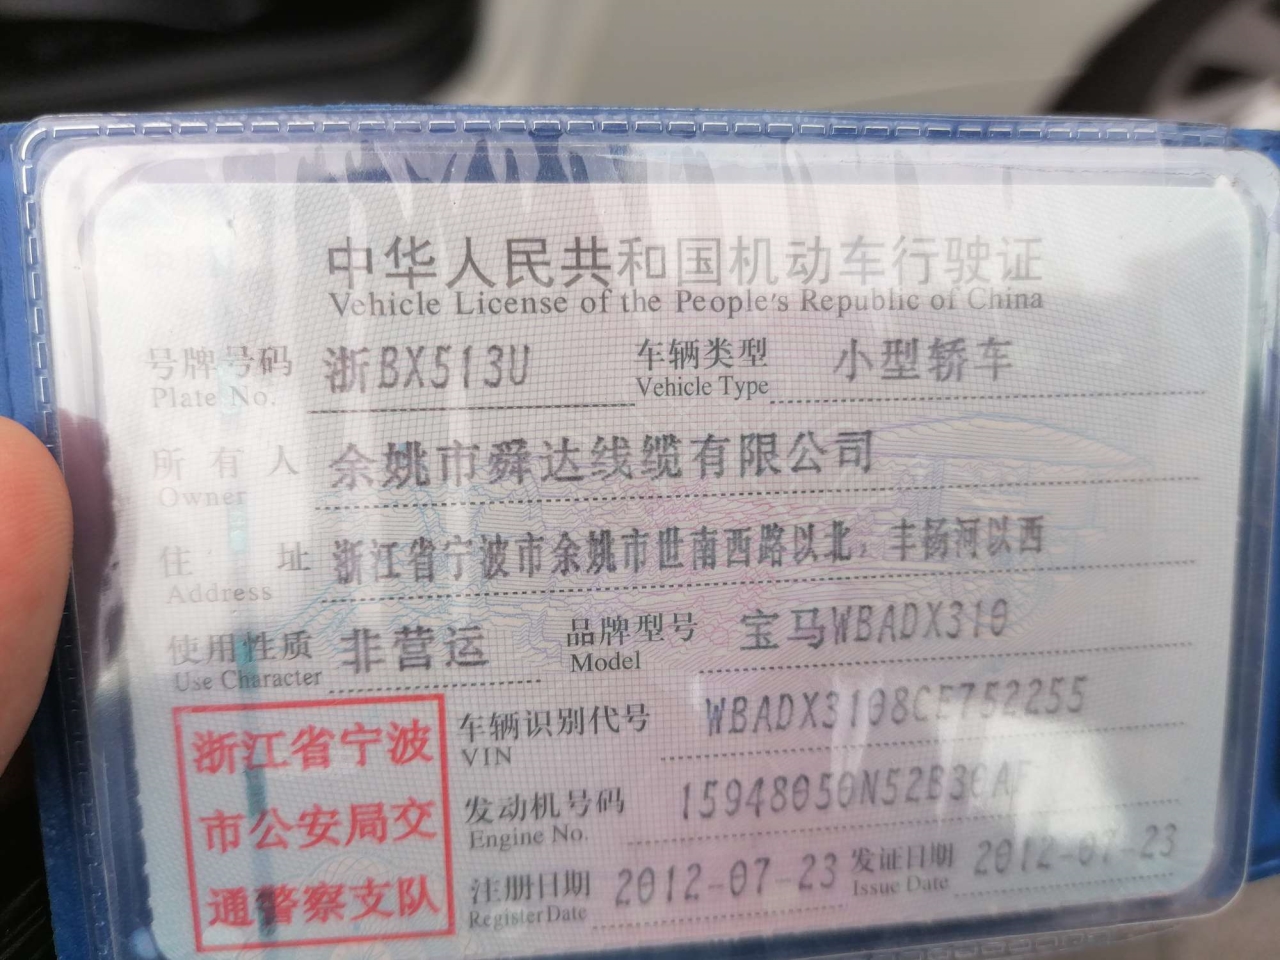 中华人民共和国机动车行驶证
Vehicle License of the People's Republic of China
号牌号码 浙BX513U 车辆类型 小型轿车
Plate No. Vehicle Type
所有人 余姚市舜达线缆有限公司
Owner
住址 浙江省宁波市余姚市世南西路以北，丰杨河以西
Address
使用性质 非营运 品牌型号 宝马WBADX310
Use Character Model
车辆识别代号 WBADX3108CE752255
VIN
发动机号码 15948050N52B30AF
Engine No.
注册日期 2012-07-23 发证日期 2012-07-23
Register Date Issue Date
浙江省宁波
市公安局交
通警察支队